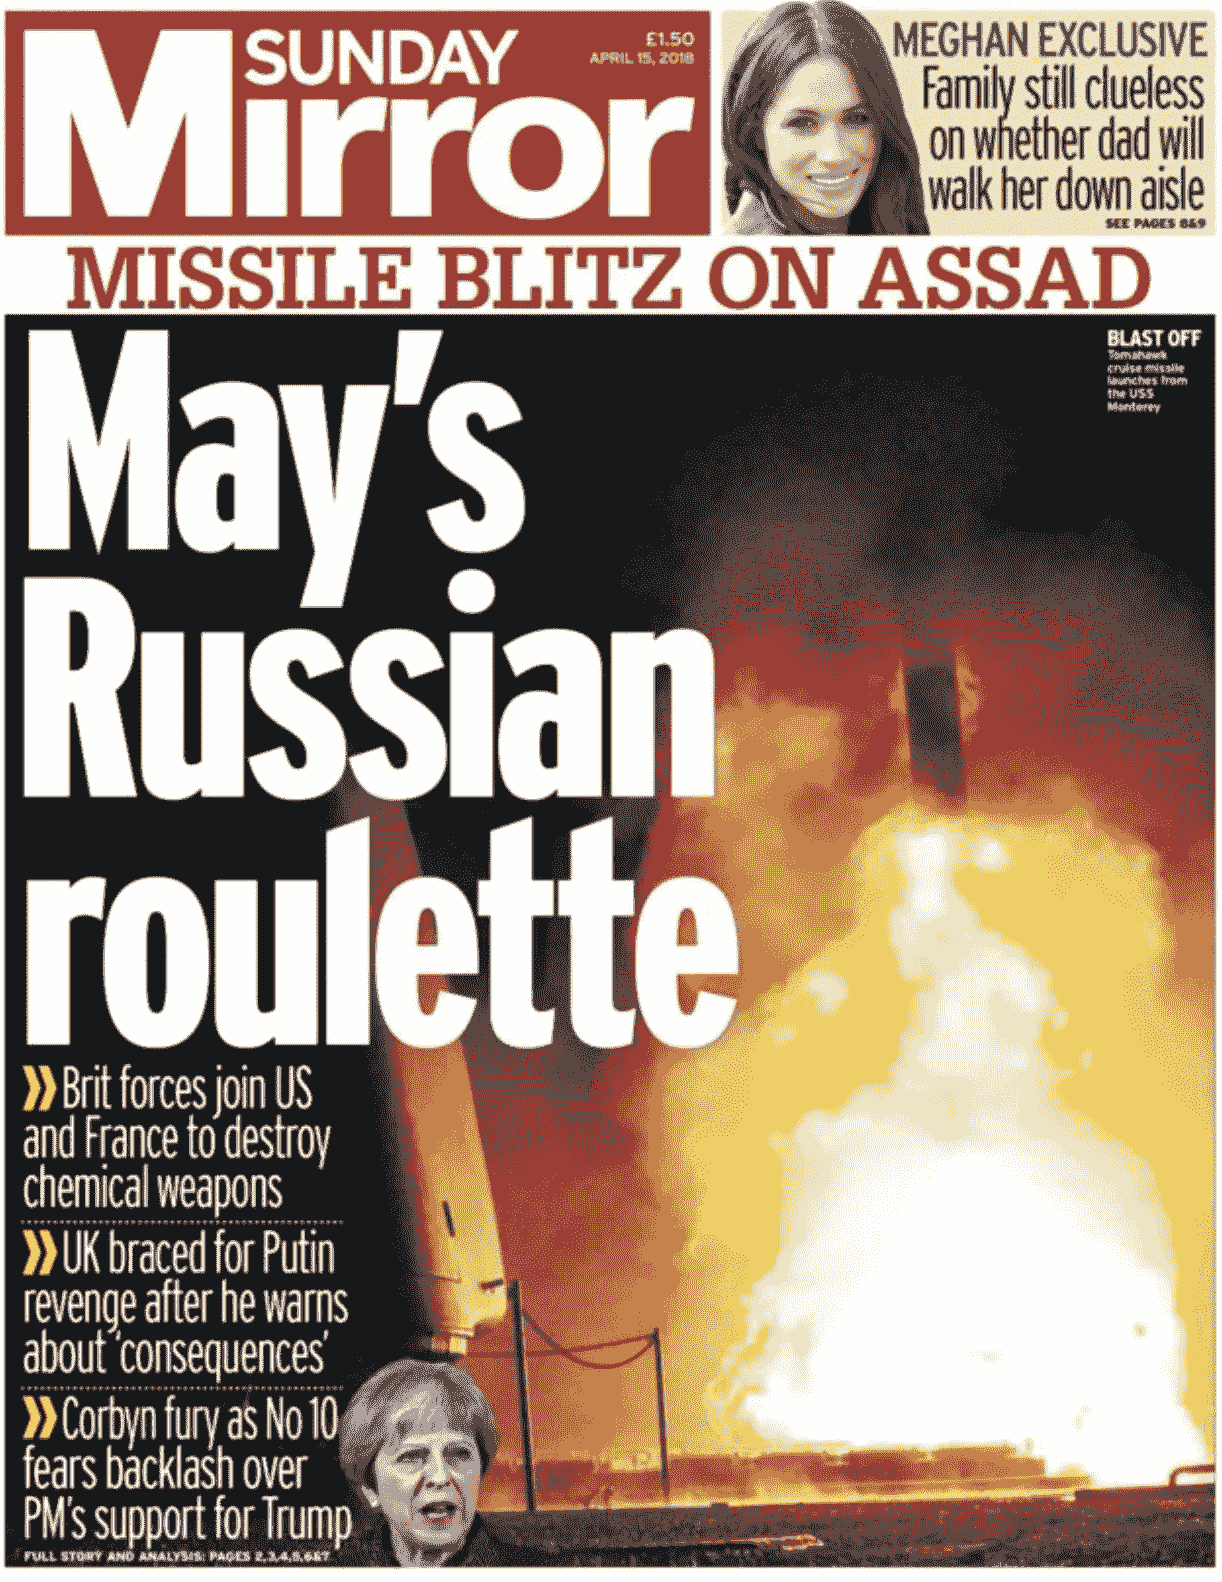 SUNDAY
Mirror
£1.50
APRIL 15, 2018
MEGHAN EXCLUSIVE
Family still clueless
on whether dad will
walk her down aisle
SEE PAGES 8&9
MISSILE BLITZ ON ASSAD
May's
Russian
roulette
BLAST OFF
Tomahawk
cruise missile
launches from
the USS
Monterey
» Brit forces join US
and France to destroy
chemical weapons
» UK braced for Putin
revenge after he warns
about 'consequences'
» Corbyn fury as No 10
fears backlash over
PM's support for Trump
FULL STORY AND ANALYSIS: PAGES 2,3,4,5,6&7